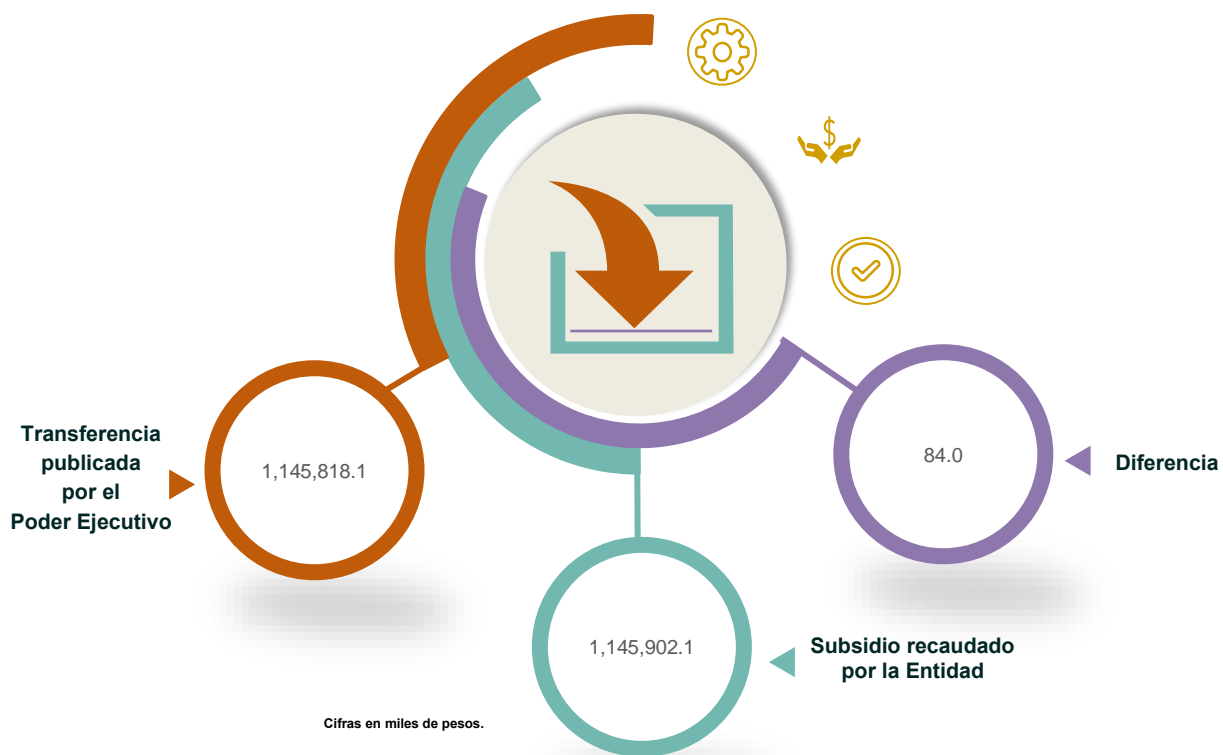 Transferencia
publicada
por el
Poder Ejecutivo
1,145,818.1
84.0
Diferencia
1,145,902.1
Subsidio recaudado
por la Entidad
Cifras en miles de pesos.
$